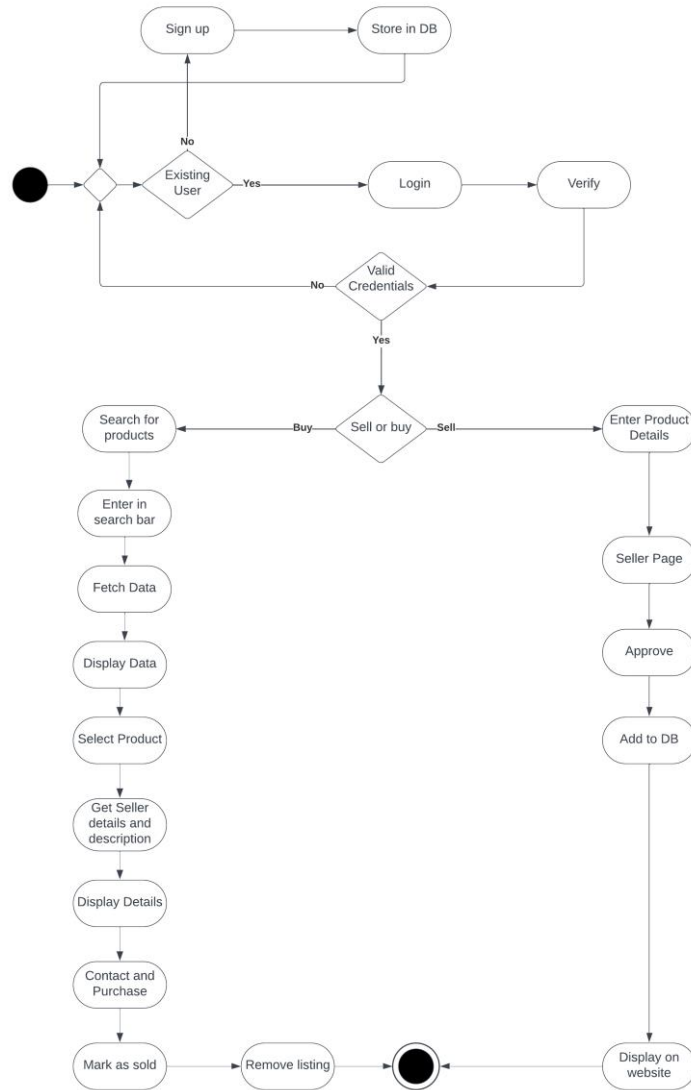 Sign up
Store in DB
No
Existing
User
Yes
Login
Verify
Valid
Credentials
No
Yes
Search for
products
Buy
Sell or buy
Sell
Enter Product
Details
Enter in
search bar
Seller Page
Fetch Data
Approve
Display Data
Select Product
Add to DB
Get Seller
details and
description
Display Details
Contact and
Purchase
Mark as sold
Remove listing
Display on
website